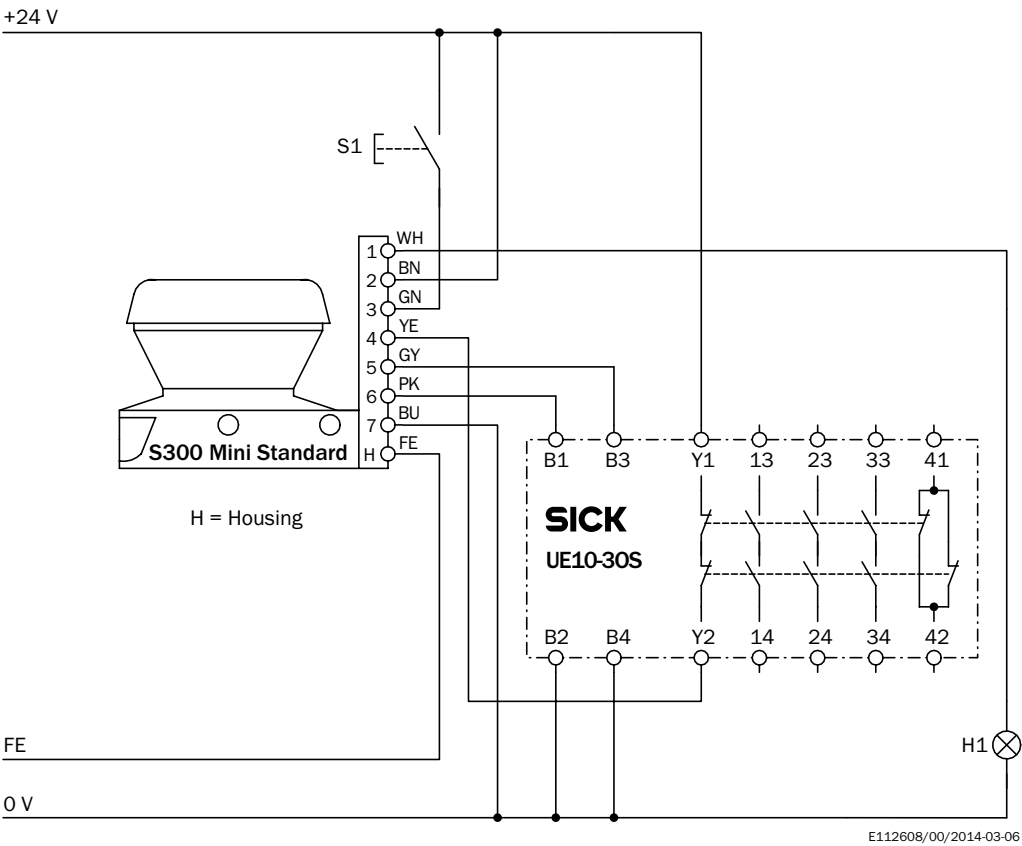 +24 V
S1
1 WH
2 BN
3 GN
4 YE
5 GY
6 PK
7 BU
H FE
S300 Mini Standard
H = Housing
B1 B3 Y1 13 23 33 41
SICK
UE10-30S
B2 B4 Y2 14 24 34 42
FE
H1
0 V
E112608/00/2014-03-06